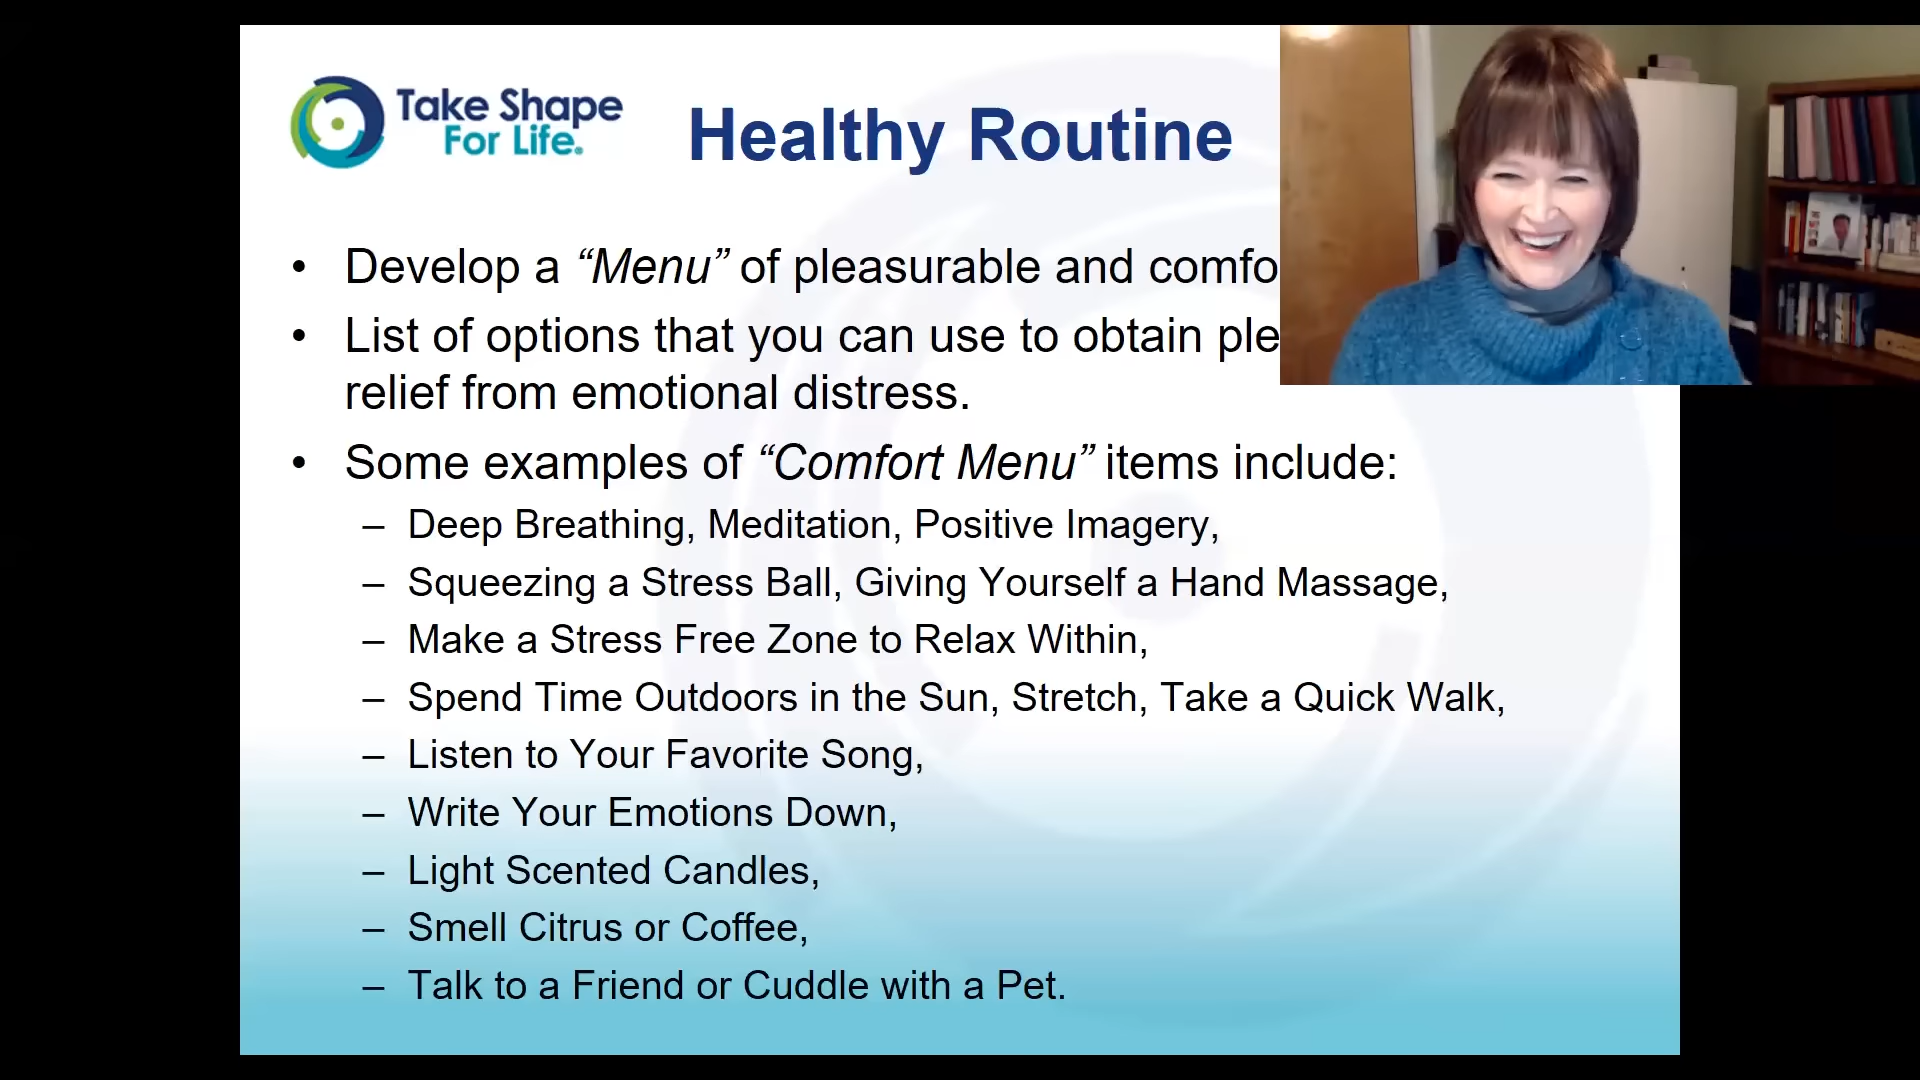 Take Shape
For Life.
Healthy Routine
• Develop a “Menu” of pleasurable and
• List of options that you can use to obtain
relief from emotional distress.
• Some examples of “Comfort Menu” items include:
– Deep Breathing, Meditation, Positive Imagery,
– Squeezing a Stress Ball, Giving Yourself a Hand Massage,
– Make a Stress Free Zone to Relax Within,
– Spend Time Outdoors in the Sun, Stretch, Take a Quick Walk,
– Listen to Your Favorite Song,
– Write Your Emotions Down,
– Light Scented Candles,
– Smell Citrus or Coffee,
– Talk to a Friend or Cuddle with a Pet.